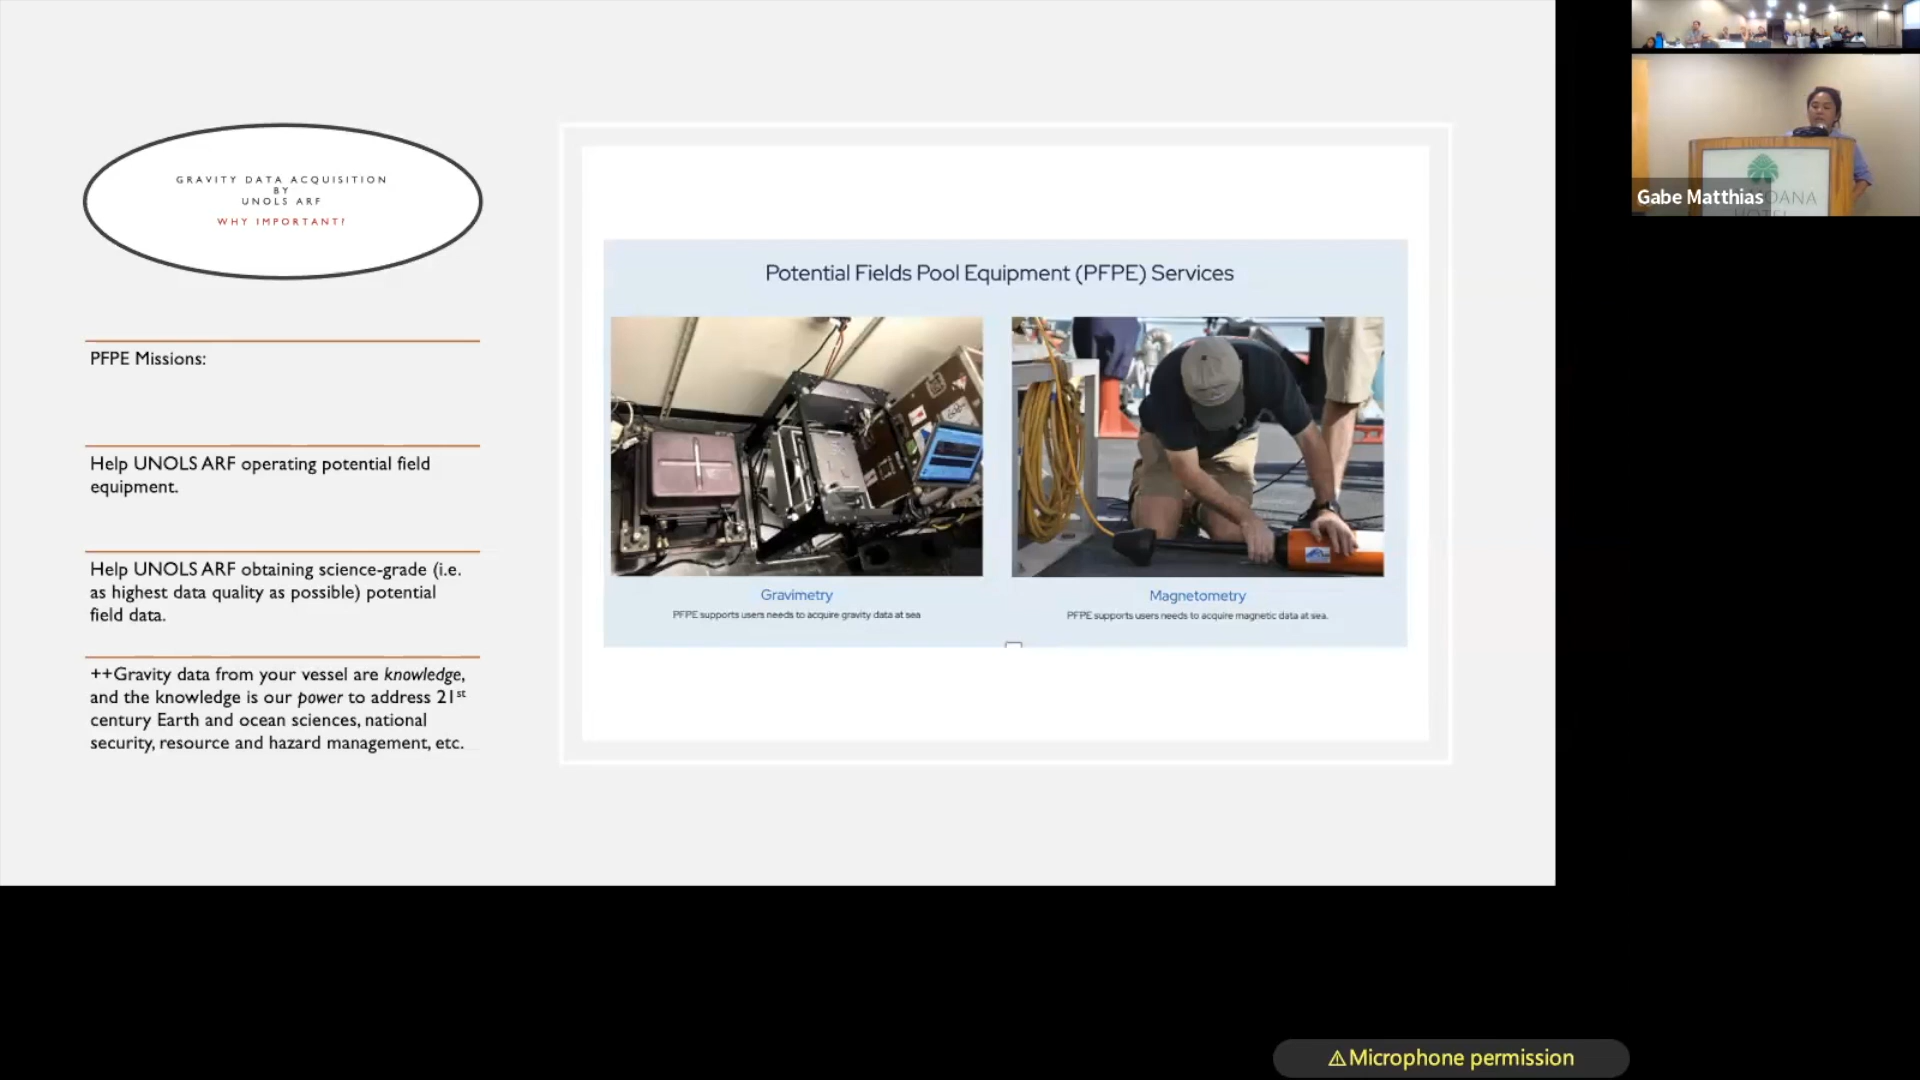 GRAVITY DATA ACQUISITION
BY
UNOLS ARF
WHY IMPORTANT?
PFPE Missions:
Help UNOLS ARF operating potential field
equipment.
Help UNOLS ARF obtaining science-grade (i.e.
as highest data quality as possible) potential
field data.
++Gravity data from your vessel are knowledge,
and the knowledge is our power to address 21st
century Earth and ocean sciences, national
security, resource and hazard management, etc.
Potential Fields Pool Equipment (PFPE) Services
Gravimetry
PFPE supports users needs to acquire gravity data at sea
Magnetometry
PFPE supports users needs to acquire magnetic data at sea.
Gabe Matthias
OANA
HOTEL
⚠Microphone permission